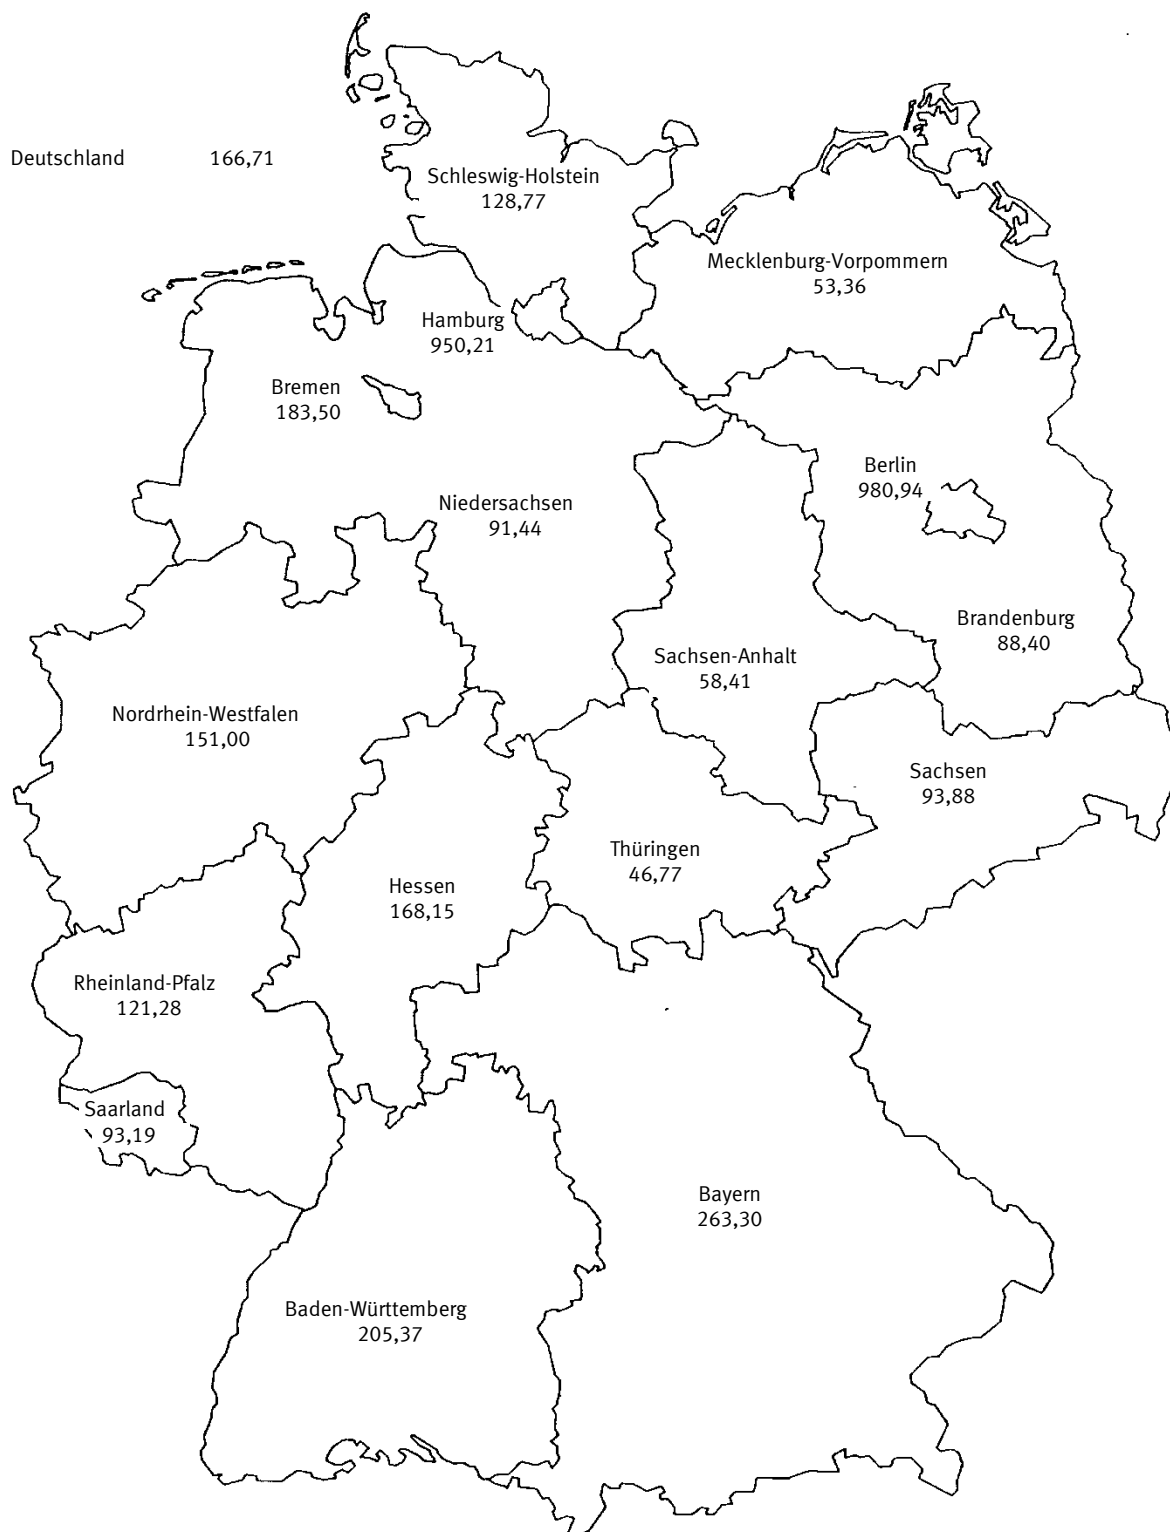 Deutschland 166,71
Schleswig-Holstein
128,77
Mecklenburg-Vorpommern
53,36
Hamburg
950,21
Bremen
183,50
Berlin
980,94
Niedersachsen
91,44
Brandenburg
88,40
Sachsen-Anhalt
58,41
Nordrhein-Westfalen
151,00
Sachsen
93,88
Thüringen
46,77
Hessen
168,15
Rheinland-Pfalz
121,28
Saarland
93,19
Bayern
263,30
Baden-Württemberg
205,37